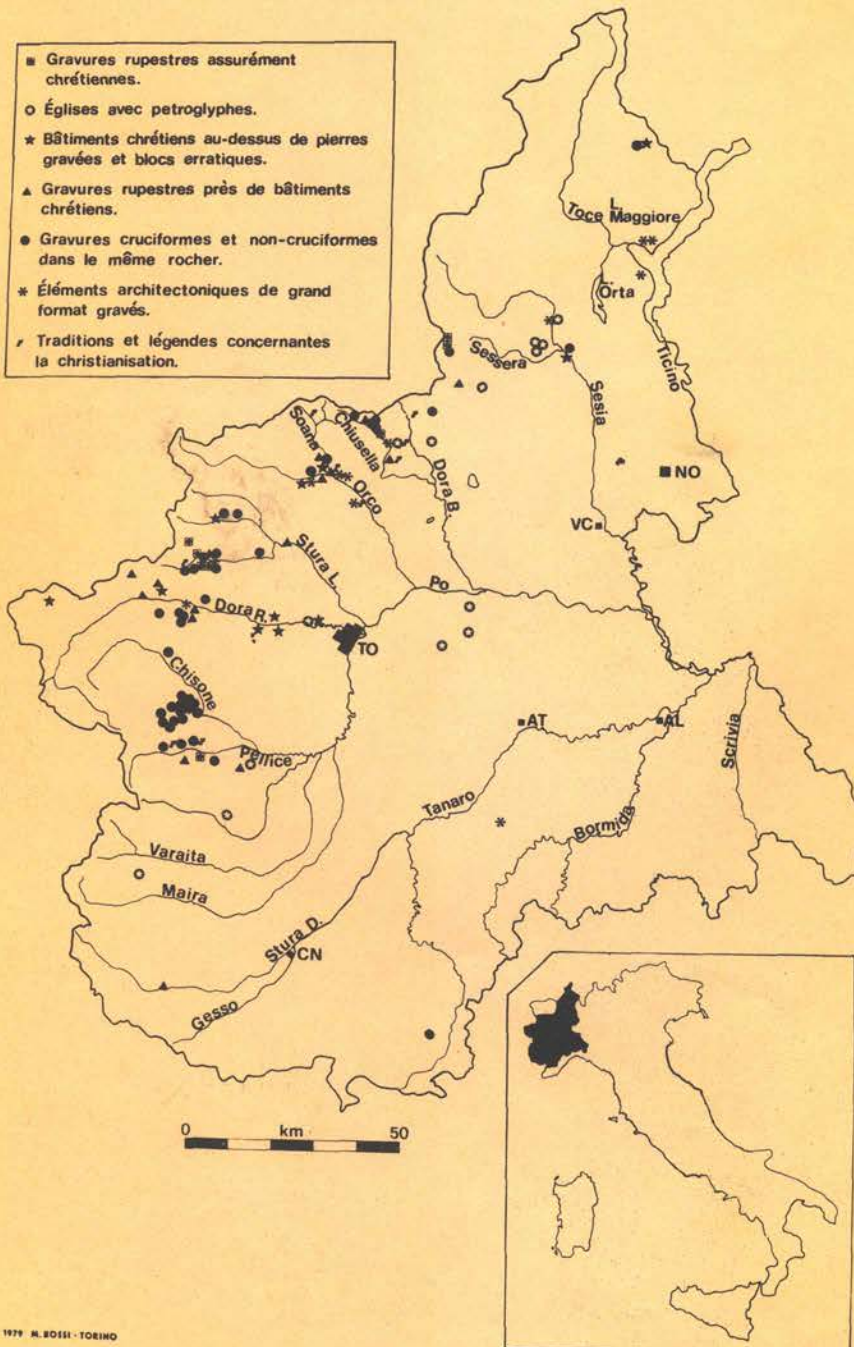 Gravures rupestres assurément
chrétiennes.
Églises avec petroglyphes.
Bâtiments chrétiens au-dessus de pierres
gravées et blocs erratiques.
Gravures rupestres près de bâtiments
chrétiens.
Gravures cruciformes et non-cruciformes
dans le même rocher.
Éléments architectoniques de grand
format gravés.
Traditions et légendes concernantes
la christianisation.
Toce
L.
Maggiore
L.
Orta
Sessera
Sesia
Ticino
Soana
Chiusella
Orco
Dora B.
NO
VC
Stura L.
Po
Dora R.
TO
Chisone
AT
AL
Scrivia
Pellice
Tanaro
Bormida
Varaita
Maira
Stura D.
CN
Gesso
0 km 50
1979 M. ROSSI - TORINO